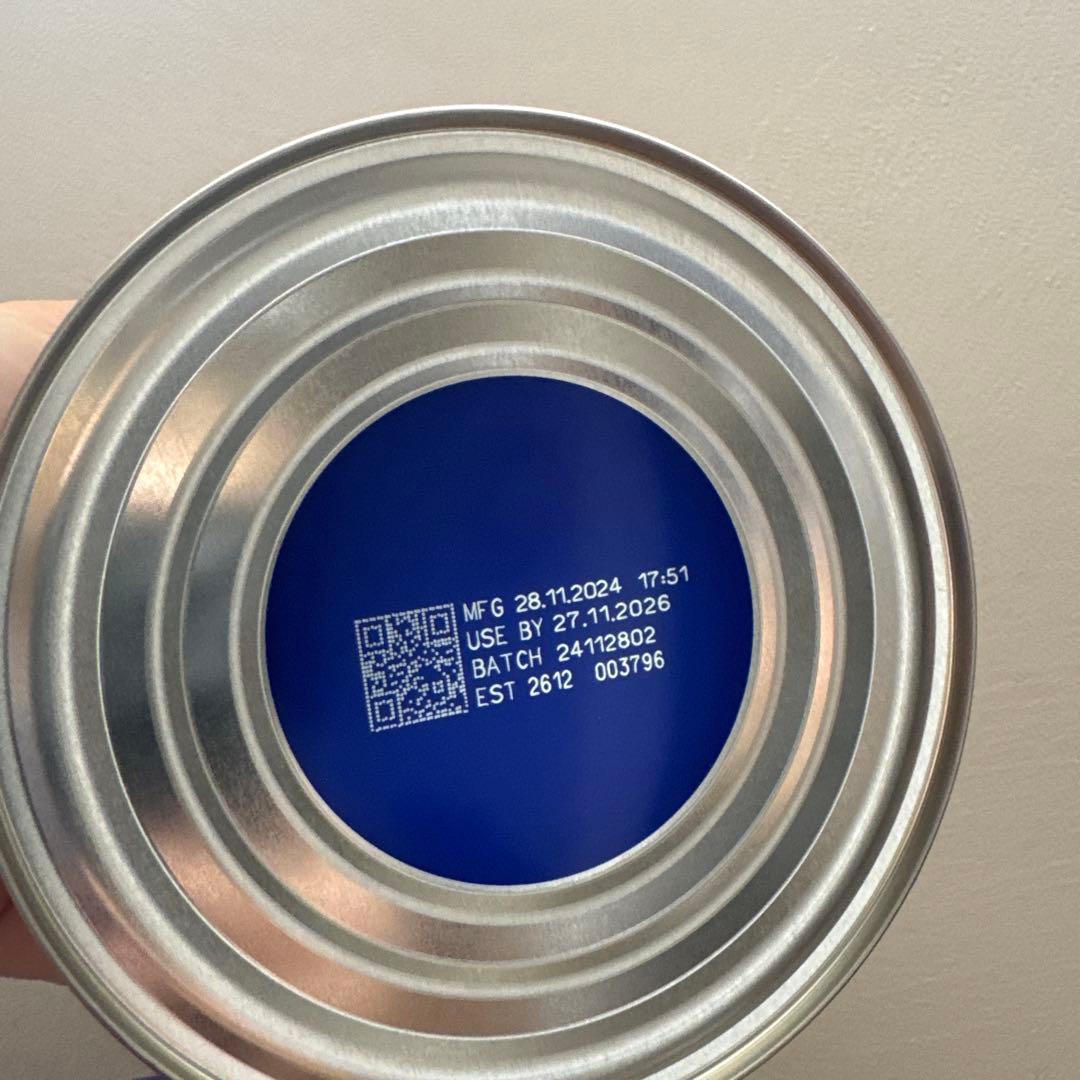 MFG 28.11.2024 17:51
USE BY 27.11.2026
BATCH 24112802
EST 2612 003796